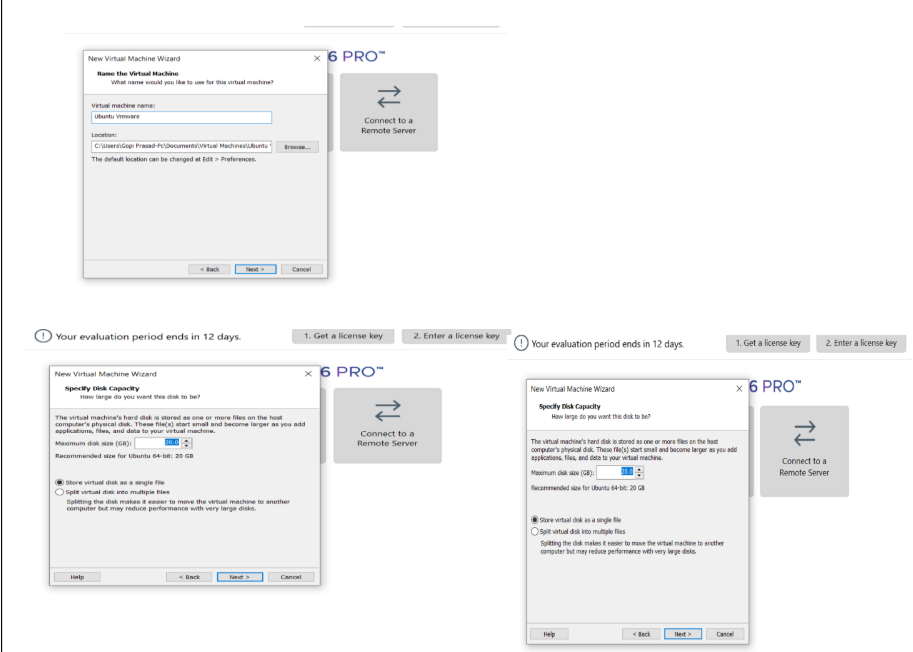 6 PRO™
New Virtual Machine Wizard
Name the Virtual Machine
What name would you like to use for this virtual machine?
Virtual machine name:
Ubuntu Vmware
Location:
C:\Users\Gopi Prasad-Pc\Documents\Virtual Machines\Ubuntu
Browse...
The default location can be changed at Edit > Preferences.
< Back
Next >
Cancel
Connect to a
Remote Server
! Your evaluation period ends in 12 days.
1. Get a license key
2. Enter a license key
6 PRO™
New Virtual Machine Wizard
Specify Disk Capacity
How large do you want this disk to be?
The virtual machine's hard disk is stored as one or more files on the host
computer's physical disk. These file(s) start small and become larger as you add
applications, files, and data to your virtual machine.
Maximum disk size (GB): 20.0
Recommended size for Ubuntu 64-bit: 20 GB
Store virtual disk as a single file
Split virtual disk into multiple files
Splitting the disk makes it easier to move the virtual machine to another
computer but may reduce performance with very large disks.
Help
< Back
Next >
Cancel
Connect to a
Remote Server
! Your evaluation period ends in 12 days.
1. Get a license key
2. Enter a license key
6 PRO™
New Virtual Machine Wizard
Specify Disk Capacity
How large do you want this disk to be?
The virtual machine's hard disk is stored as one or more files on the host
computer's physical disk. These file(s) start small and become larger as you add
applications, files, and data to your virtual machine.
Maximum disk size (GB): 20.0
Recommended size for Ubuntu 64-bit: 20 GB
Store virtual disk as a single file
Split virtual disk into multiple files
Splitting the disk makes it easier to move the virtual machine to another
computer but may reduce performance with very large disks.
Help
< Back
Next >
Cancel
Connect to a
Remote Server